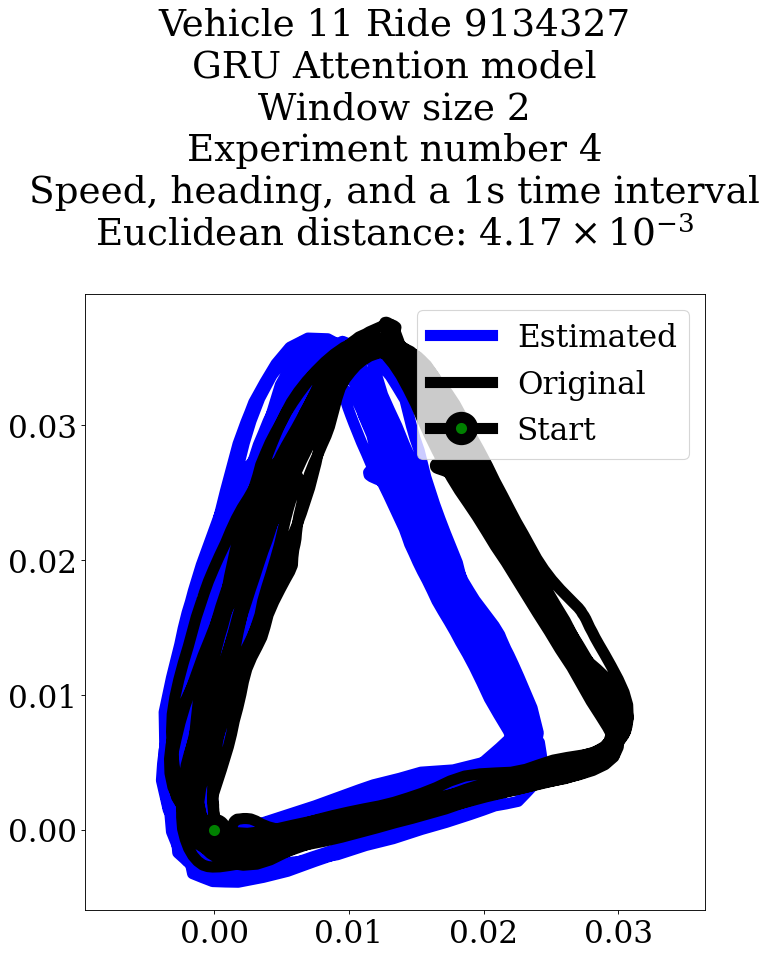 Vehicle 11 Ride 9134327
GRU Attention model
Window size 2
Experiment number 4
Speed, heading, and a 1s time interval
Euclidean distance: 4.17 × 10⁻³
Estimated
Original
Start
0.03
0.02
0.01
0.00
0.00 0.01 0.02 0.03